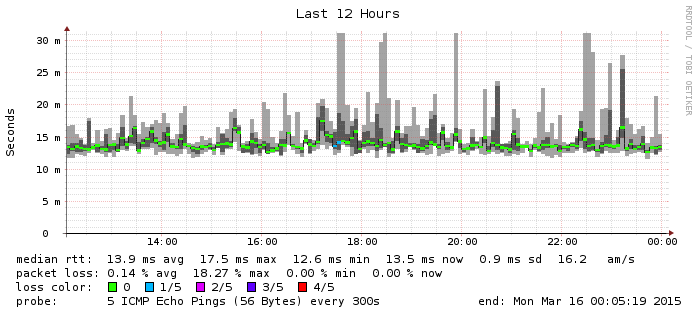 Last 12 Hours
RRDTOOL / TOBI OETIKER
Seconds
30 m
25 m
20 m
15 m
10 m
5 m
0
14:00 16:00 18:00 20:00 22:00 00:00
median rtt: 13.9 ms avg 17.5 ms max 12.6 ms min 13.5 ms now 0.9 ms sd 16.2 am/s
packet loss: 0.14 % avg 18.27 % max 0.00 % min 0.00 % now
loss color: 0 1/5 2/5 3/5 4/5
probe: 5 ICMP Echo Pings (56 Bytes) every 300s end: Mon Mar 16 00:05:19 2015